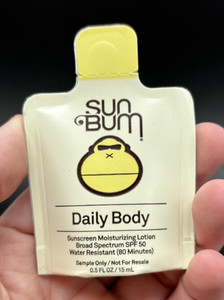 SUN
BUM
Daily Body
Sunscreen Moisturizing Lotion
Broad Spectrum SPF 50
Water Resistant (80 Minutes)
Sample Only / Not For Resale
0.5 FL OZ / 15 mL